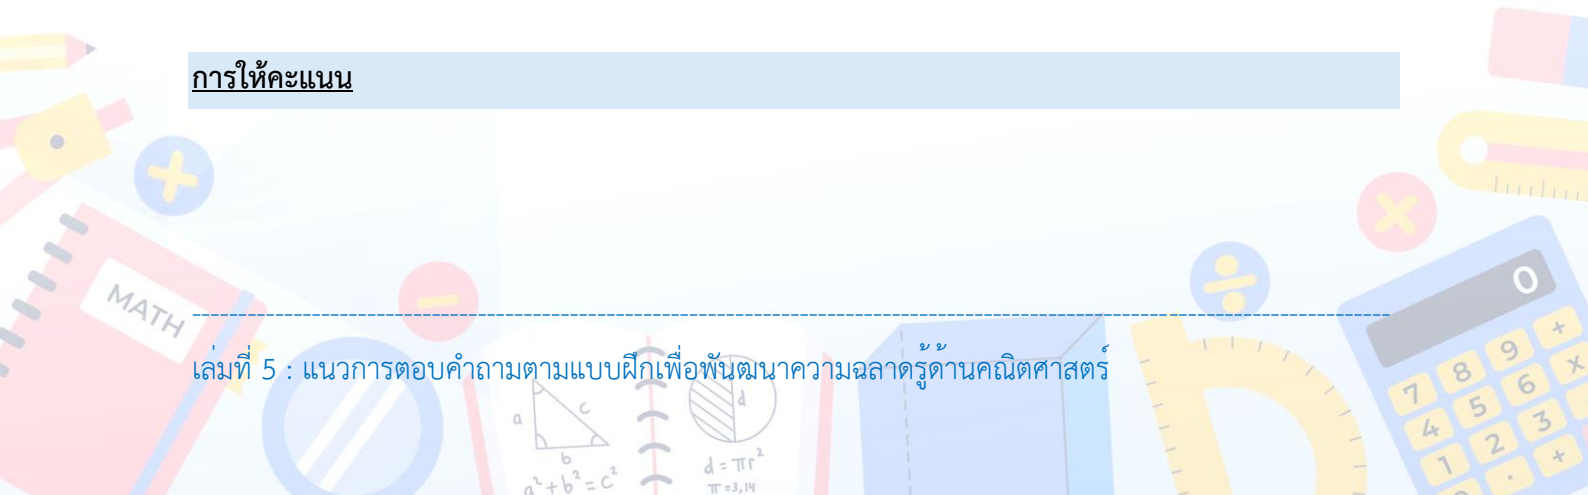 การให้คะแนน
เล่มที่ 5 : แนวการตอบคำถามตามแบบฝึกเพื่อพัฒนาความฉลาดรู้ด้านคณิตศาสตร์
MATH
a
c
b
a² + b² = c²
d
d = πr²
π = 3,14
0
7 8 9 +
4 5 6 x
1 2 3
. +